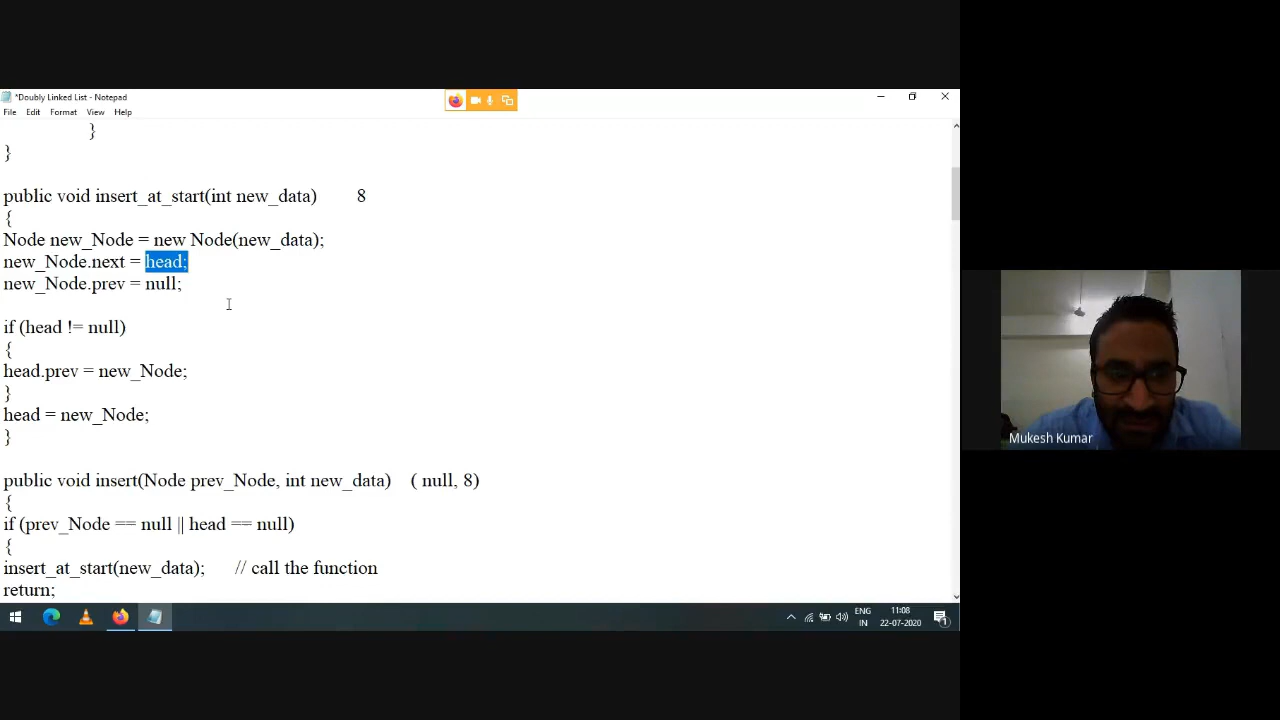 *Doubly Linked List - Notepad
File Edit Format View Help
}
}
public void insert_at_start(int new_data) 8
{
Node new_Node = new Node(new_data);
new_Node.next = head;
new_Node.prev = null;
if (head != null)
{
head.prev = new_Node;
}
head = new_Node;
}
public void insert(Node prev_Node, int new_data) ( null, 8)
{
if (prev_Node == null || head == null)
{
insert_at_start(new_data); // call the function
return;
ENG 11:08
IN 22-07-2020
1
Mukesh Kumar